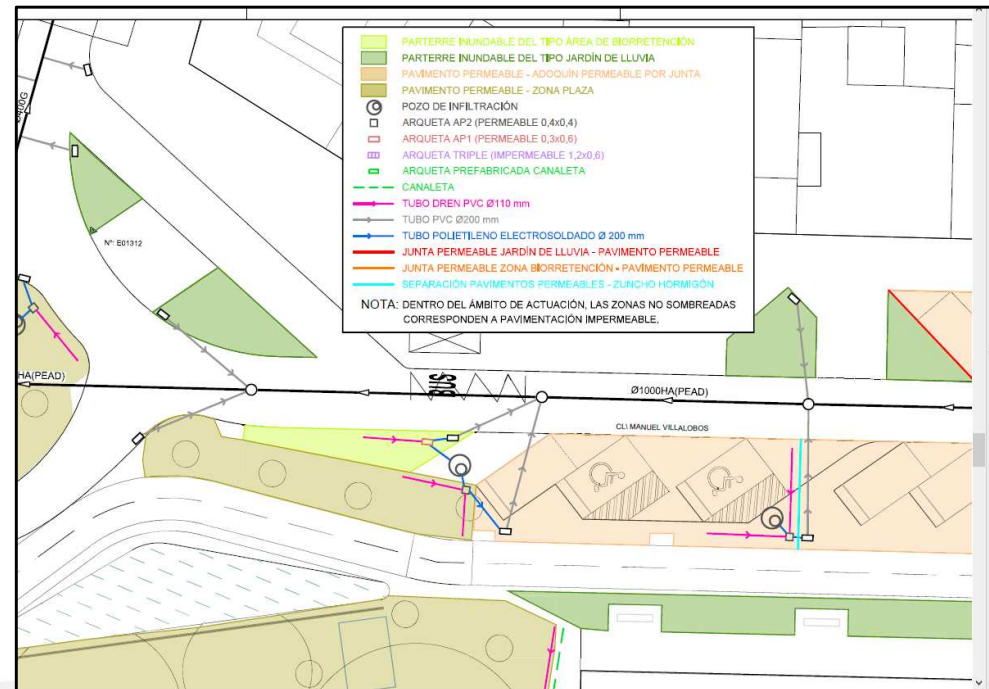 PARTERRE INUNDABLE DEL TIPO ÁREA DE BIORRETENCIÓN
PARTERRE INUNDABLE DEL TIPO JARDÍN DE LLUVIA
PAVIMENTO PERMEABLE - ADOQUÍN PERMEABLE POR JUNTA
PAVIMENTO PERMEABLE - ZONA PLAZA
POZO DE INFILTRACIÓN
ARQUETA AP2 (PERMEABLE 0,4x0,4)
ARQUETA AP1 (PERMEABLE 0,3x0,6)
ARQUETA TRIPLE (IMPERMEABLE 1,2x0,6)
ARQUETA PREFABRICADA CANALETA
CANALETA
TUBO DREN PVC Ø110 mm
TUBO PVC Ø200 mm
TUBO POLIETILENO ELECTROSOLDADO Ø 200 mm
JUNTA PERMEABLE JARDÍN DE LLUVIA - PAVIMENTO PERMEABLE
JUNTA PERMEABLE ZONA BIORRETENCIÓN - PAVIMENTO PERMEABLE
SEPARACIÓN PAVIMENTOS PERMEABLES - ZUNCHO HORMIGÓN
NOTA: DENTRO DEL ÁMBITO DE ACTUACIÓN, LAS ZONAS NO SOMBREADAS
CORRESPONDEN A PAVIMENTACIÓN IMPERMEABLE.
Ø400G
Nº: E01312
HA(PEAD)
BUS
Ø1000HA(PEAD)
CL\ MANUEL VILLALOBOS